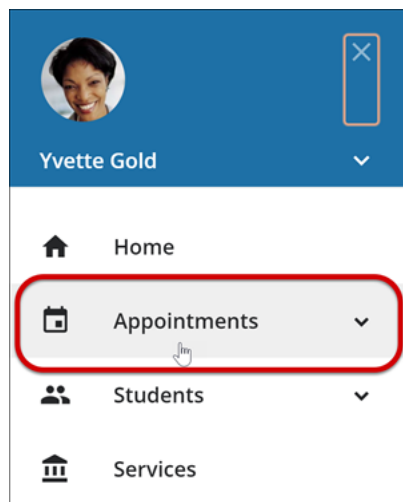 Yvette Gold
Home
Appointments
Students
Services